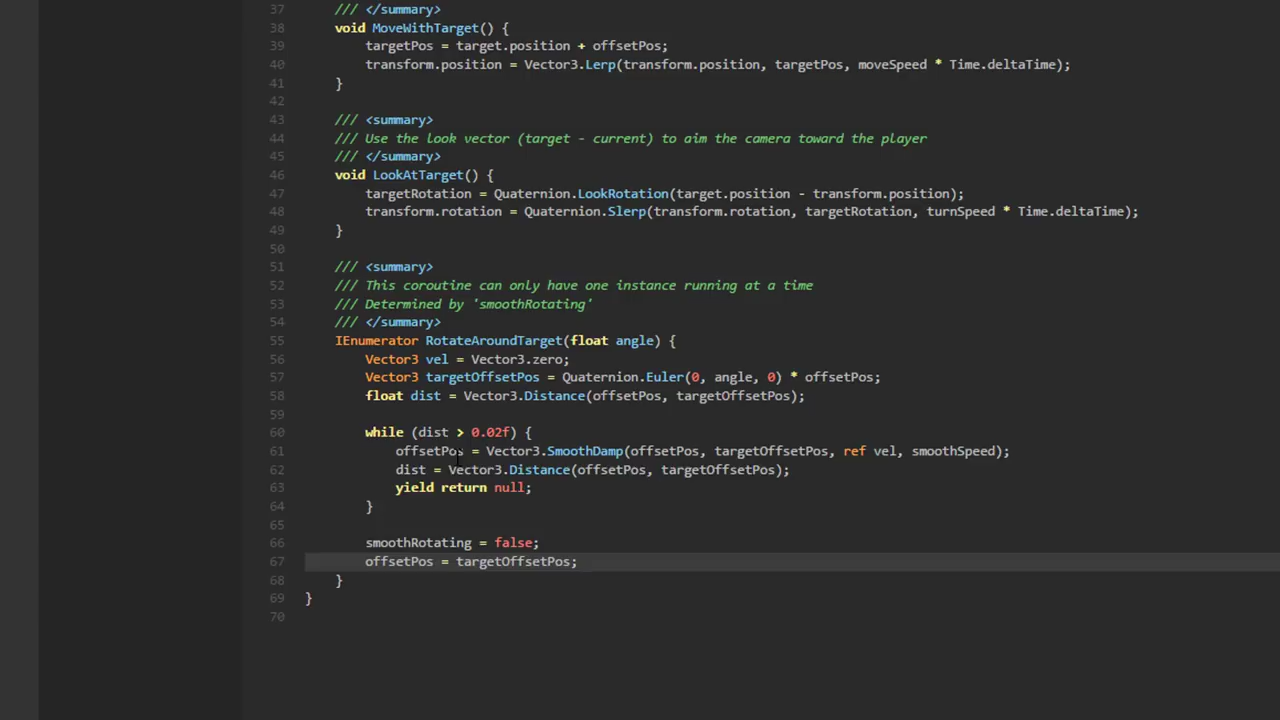 37 /// </summary>
38 void MoveWithTarget() {
39 targetPos = target.position + offsetPos;
40 transform.position = Vector3.Lerp(transform.position, targetPos, moveSpeed * Time.deltaTime);
41 }
42
43 /// <summary>
44 /// Use the look vector (target - current) to aim the camera toward the player
45 /// </summary>
46 void LookAtTarget() {
47 targetRotation = Quaternion.LookRotation(target.position - transform.position);
48 transform.rotation = Quaternion.Slerp(transform.rotation, targetRotation, turnSpeed * Time.deltaTime);
49 }
50
51 /// <summary>
52 /// This coroutine can only have one instance running at a time
53 /// Determined by 'smoothRotating'
54 /// </summary>
55 IEnumerator RotateAroundTarget(float angle) {
56 Vector3 vel = Vector3.zero;
57 Vector3 targetOffsetPos = Quaternion.Euler(0, angle, 0) * offsetPos;
58 float dist = Vector3.Distance(offsetPos, targetOffsetPos);
59
60 while (dist > 0.02f) {
61 offsetPos = Vector3.SmoothDamp(offsetPos, targetOffsetPos, ref vel, smoothSpeed);
62 dist = Vector3.Distance(offsetPos, targetOffsetPos);
63 yield return null;
64 }
65
66 smoothRotating = false;
67 offsetPos = targetOffsetPos;
68 }
69 }
70